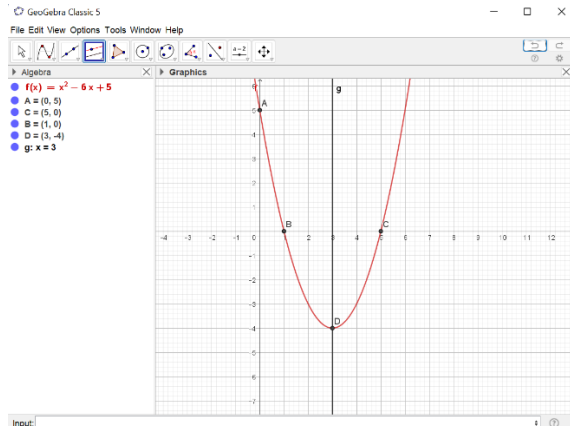 GeoGebra Classic 5
File Edit View Options Tools Window Help
a=2
Algebra
Graphics
f(x) = x² − 6 x + 5
A = (0, 5)
C = (5, 0)
B = (1, 0)
D = (3, -4)
g: x = 3
g
6
A
5
4
3
2
1
B
C
-4 -3 -2 -1 0 1 2 3 4 5 6 7 8 9 10 11 12
-1
-2
-3
D
-4
-5
-6
-7
Input: